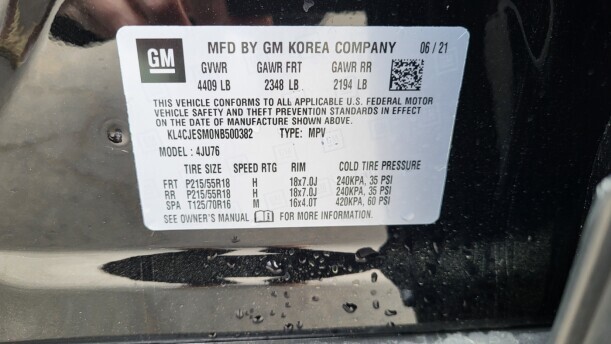 GM
MFD BY GM KOREA COMPANY 06/21
GVWR GAWR FRT GAWR RR
4409 LB 2348 LB 2194 LB
THIS VEHICLE CONFORMS TO ALL APPLICABLE U.S. FEDERAL MOTOR
VEHICLE SAFETY AND THEFT PREVENTION STANDARDS IN EFFECT
ON THE DATE OF MANUFACTURE SHOWN ABOVE.
KL4CJESM0NB500382 TYPE: MPV
MODEL: 4JU76
TIRE SIZE SPEED RTG RIM COLD TIRE PRESSURE
FRT P215/55R18 H 18x7.0J 240KPA, 35 PSI
RR P215/55R18 H 18x7.0J 240KPA, 35 PSI
SPA T125/70R16 M 16x4.0T 420KPA, 60 PSI
SEE OWNER'S MANUAL FOR MORE INFORMATION.